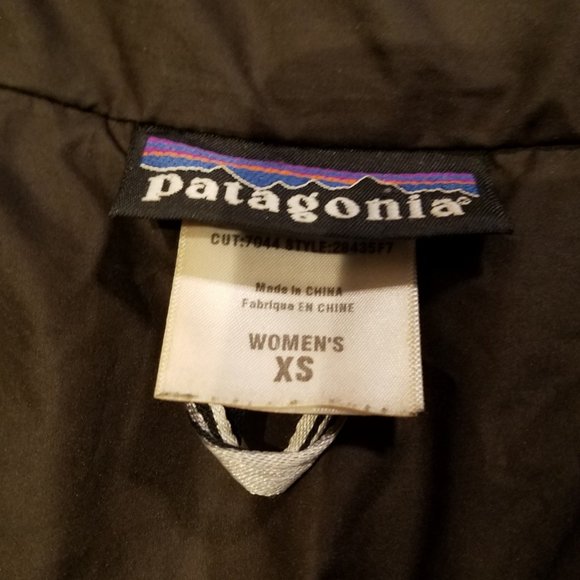 patagonia®
CUT:7044 STYLE:28435F7
Made in CHINA
Fabriqué EN CHINE
WOMEN'S
XS